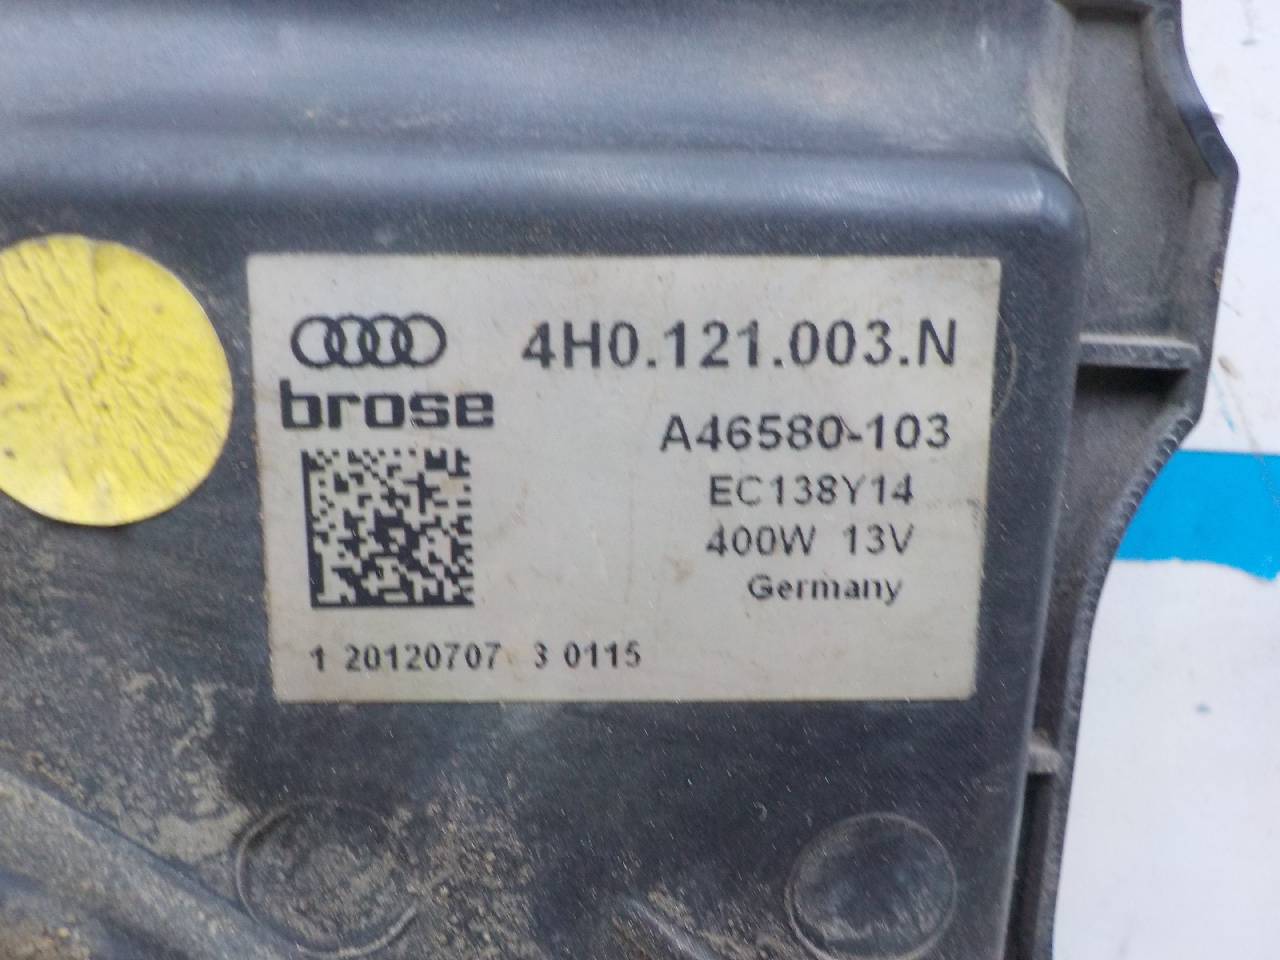 4H0.121.003.N
brose
A46580-103
EC138Y14
400W 13V
Germany
1 20120707 3 0115